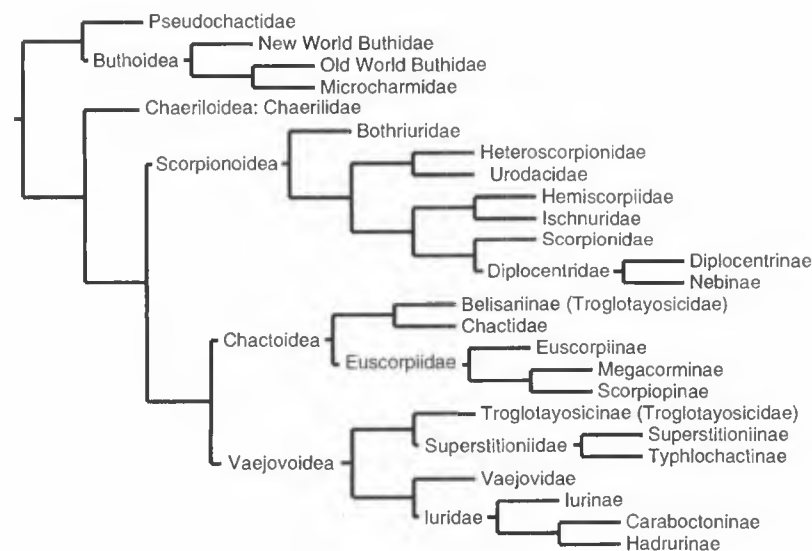 Pseudochactidae
New World Buthidae
Buthoidea
Old World Buthidae
Microcharmidae
Chaeriloidea: Chaerilidae
Bothriuridae
Scorpionoidea
Heteroscorpionidae
Urodacidae
Hemiscorpiidae
Ischnuridae
Scorpionidae
Diplocentrinae
Diplocentridae
Nebinae
Belisariinae (Troglotayosicidae)
Chactidae
Chactoidea
Euscorpiinae
Euscorpiidae
Megacorminae
Scorpiopinae
Troglotayosicinae (Troglotayosicidae)
Superstitioniinae
Superstitioniidae
Typhlochactinae
Vaejovoidea
Vaejovidae
Iurinae
Iuridae
Caraboctoninae
Hadrurinae